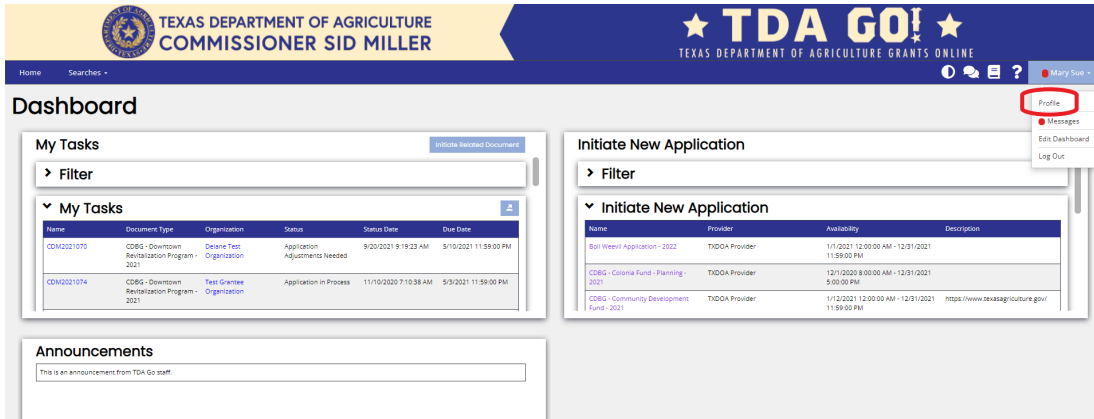 TEXAS DEPARTMENT OF AGRICULTURE
COMMISSIONER SID MILLER
TDA GO!
TEXAS DEPARTMENT OF AGRICULTURE GRANTS ONLINE
Home Searches
? Mary Sue
Profile
Messages
Edit Dashboard
Log Out
Dashboard
My Tasks Initiate Related Document
Filter
My Tasks
Name Document Type Organization Status Status Date Due Date
CDM2021070 CDBG - Downtown Delane Test Application 9/20/2021 9:19:23 AM 5/10/2021 11:59:00 PM
Revitalization Program - Organization Adjustments Needed
2021
CDM2021074 CDBG - Downtown Test Grantee Application in Process 11/10/2020 7:10:38 AM 5/3/2021 11:59:00 PM
Revitalization Program - Organization
2021
Initiate New Application
Filter
Initiate New Application
Name Provider Availability Description
Boll Weevil Application - 2022 TXDOA Provider 1/1/2021 12:00:00 AM - 12/31/2021
11:59:00 PM
CDBG - Colonia Fund - Planning - TXDOA Provider 12/1/2020 8:00:00 AM - 12/31/2021
2021 5:00:00 PM
CDBG - Community Development TXDOA Provider 1/12/2021 12:00:00 AM - 12/31/2021 https://www.texasagriculture.gov/
Fund - 2021 11:59:00 PM
Announcements
This is an announcement from TDA Go staff.